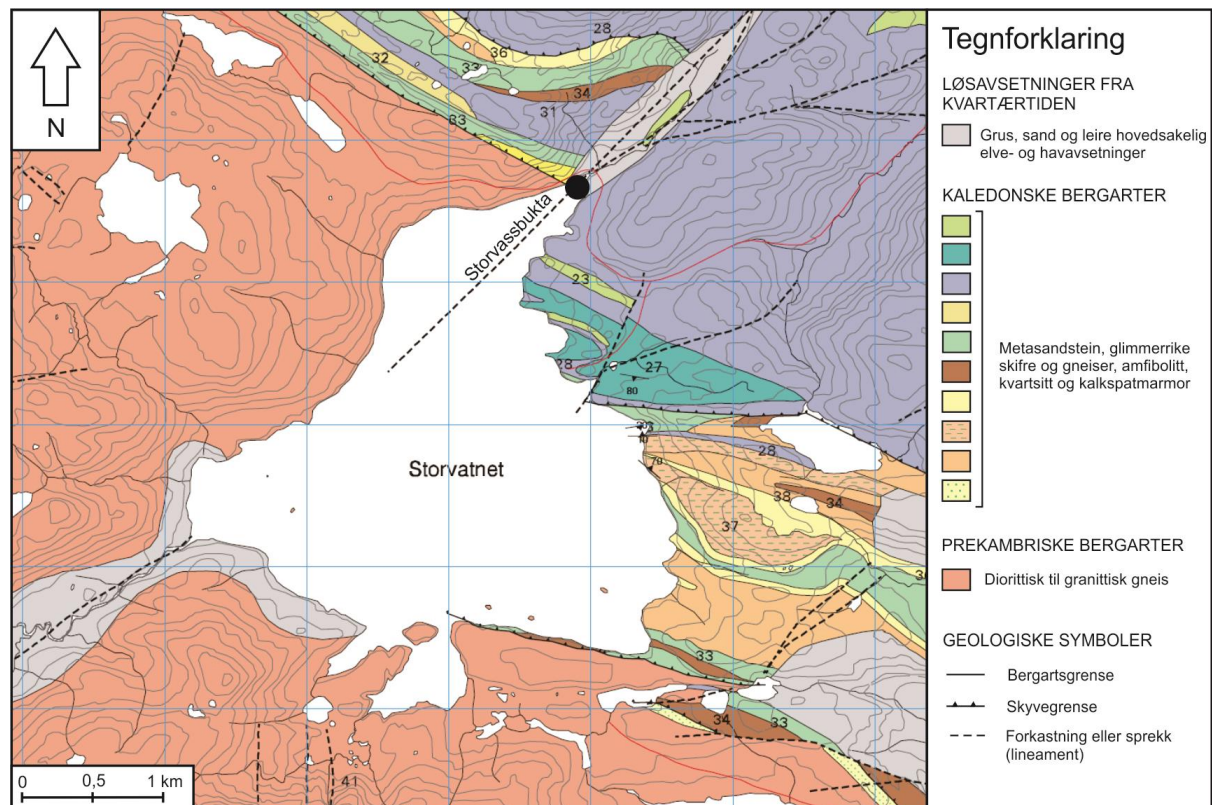 N
28
36
33
32
34
31
33
Storvassbukta
23
28
27
80
Storvatnet
28
70
38
34
37
33
34
33
41
0 0,5 1 km
Tegnforklaring
LØSAVSETNINGER FRA
KVARTÆRTIDEN
Grus, sand og leire hovedsakelig
elve- og havavsetninger
KALEDONSKE BERGARTER
Metasandstein, glimmerrike
skifre og gneiser, amfibolitt,
kvartsitt og kalkspatmarmor
PREKAMBRISKE BERGARTER
Diorittisk til granittisk gneis
GEOLOGISKE SYMBOLER
Bergartsgrense
Skyvegrense
Forkastning eller sprekk
(lineament)